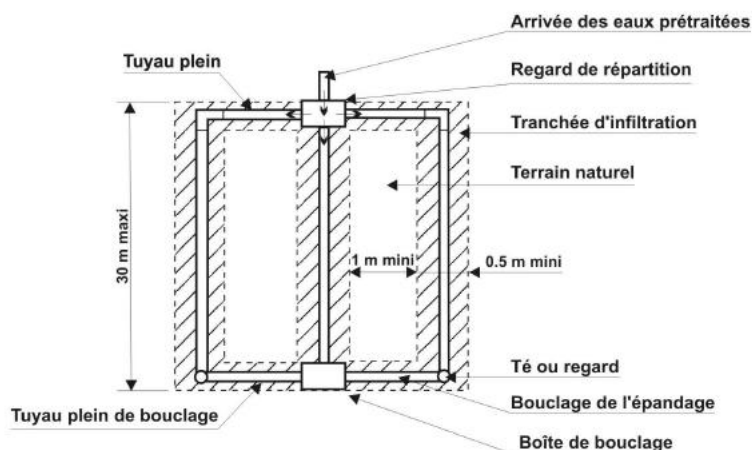 Arrivée des eaux prétraitées
Tuyau plein
Regard de répartition
Tranchée d'infiltration
Terrain naturel
30 m maxi
1 m mini
0.5 m mini
Té ou regard
Bouclage de l'épandage
Tuyau plein de bouclage
Boîte de bouclage